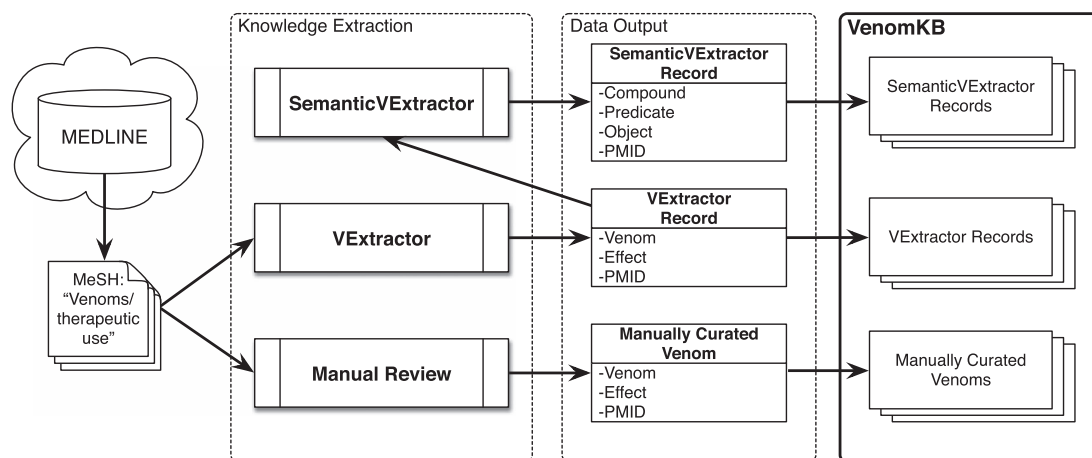 Knowledge Extraction
Data Output
VenomKB
MEDLINE
MeSH:
“Venoms/
therapeutic
use”
SemanticVExtractor
VExtractor
Manual Review
SemanticVExtractor
Record
-Compound
-Predicate
-Object
-PMID
VExtractor
Record
-Venom
-Effect
-PMID
Manually Curated
Venom
-Venom
-Effect
-PMID
SemanticVExtractor
Records
VExtractor Records
Manually Curated
Venoms